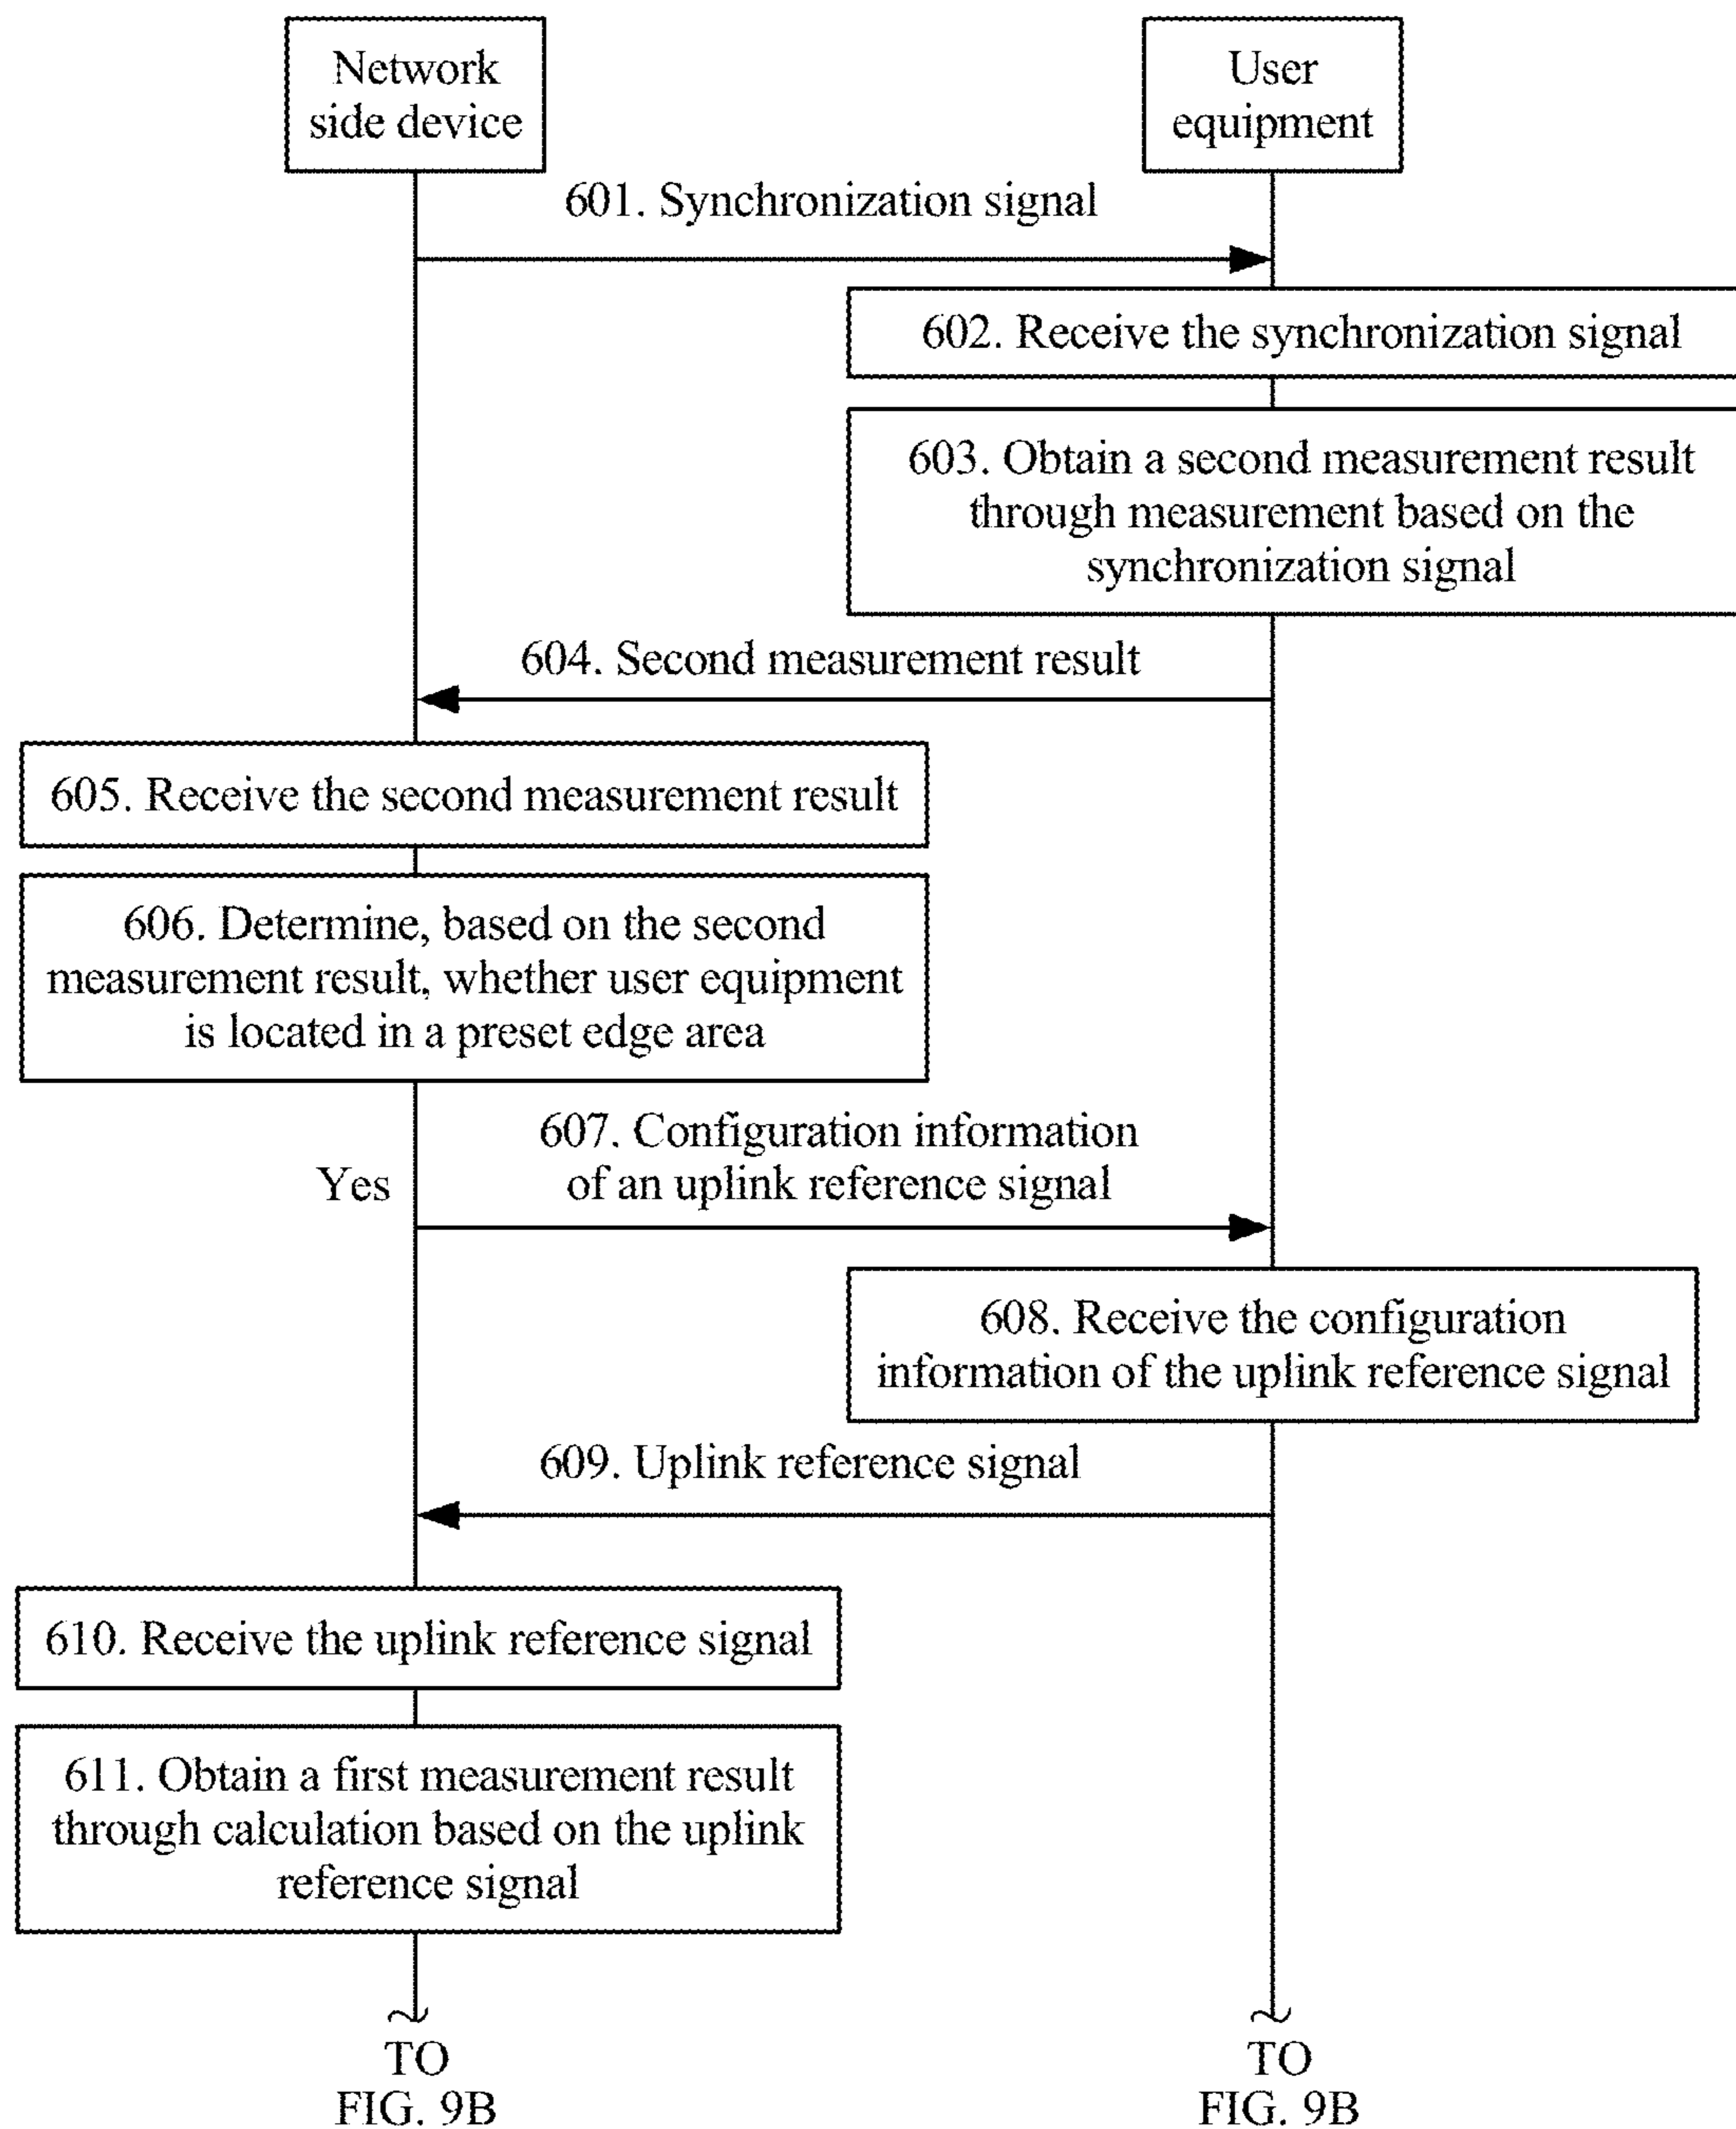 Network
side device
User
equipment
601. Synchronization signal
602. Receive the synchronization signal
603. Obtain a second measurement result
through measurement based on the
synchronization signal
604. Second measurement result
605. Receive the second measurement result
606. Determine, based on the second
measurement result, whether user equipment
is located in a preset edge area
607. Configuration information
of an uplink reference signal
Yes
608. Receive the configuration
information of the uplink reference signal
609. Uplink reference signal
610. Receive the uplink reference signal
611. Obtain a first measurement result
through calculation based on the uplink
reference signal
TO
FIG. 9B
TO
FIG. 9B